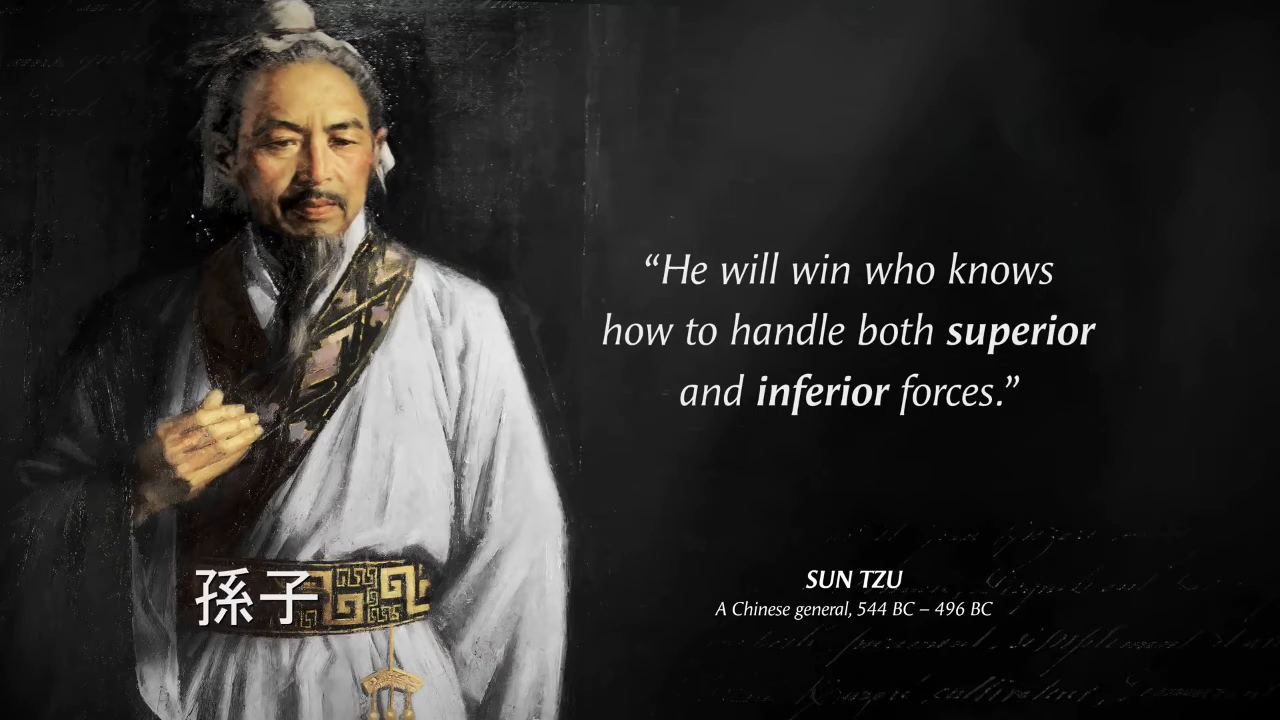 “He will win who knows
how to handle both superior
and inferior forces.”
孫子
SUN TZU
A Chinese general, 544 BC – 496 BC